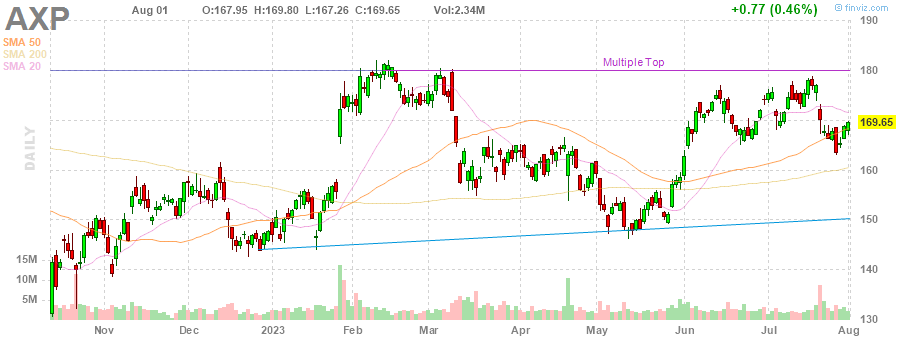 AXP
Aug 01 O:167.95 H:169.80 L:167.26 C:169.65 Vol:2.34M +0.77 (0.46%)
finviz.com
SMA 50
SMA 200
SMA 20
Multiple Top
DAILY
190
180
170
169.65
160
150
140
130
15M
10M
5M
Nov Dec 2023 Feb Mar Apr May Jun Jul Aug